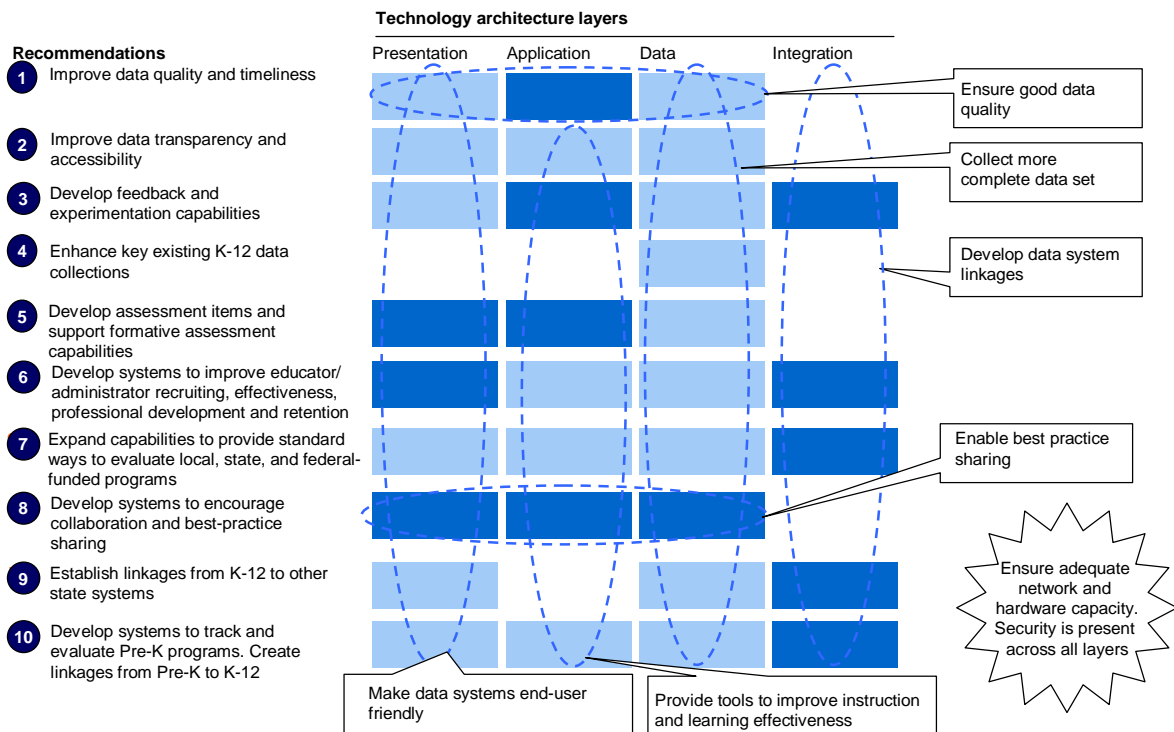 Technology architecture layers
Recommendations
Presentation
Application
Data
Integration
1
Improve data quality and timeliness
Ensure good data
quality
2
Improve data transparency and
accessibility
Collect more
complete data set
3
Develop feedback and
experimentation capabilities
4
Enhance key existing K-12 data
collections
Develop data system
linkages
5
Develop assessment items and
support formative assessment
capabilities
6
Develop systems to improve educator/
administrator recruiting, effectiveness,
professional development and retention
7
Expand capabilities to provide standard
ways to evaluate local, state, and federal-
funded programs
Enable best practice
sharing
8
Develop systems to encourage
collaboration and best-practice
sharing
9
Establish linkages from K-12 to other
state systems
Ensure adequate
network and
hardware capacity.
Security is present
across all layers
10
Develop systems to track and
evaluate Pre-K programs. Create
linkages from Pre-K to K-12
Make data systems end-user
friendly
Provide tools to improve instruction
and learning effectiveness